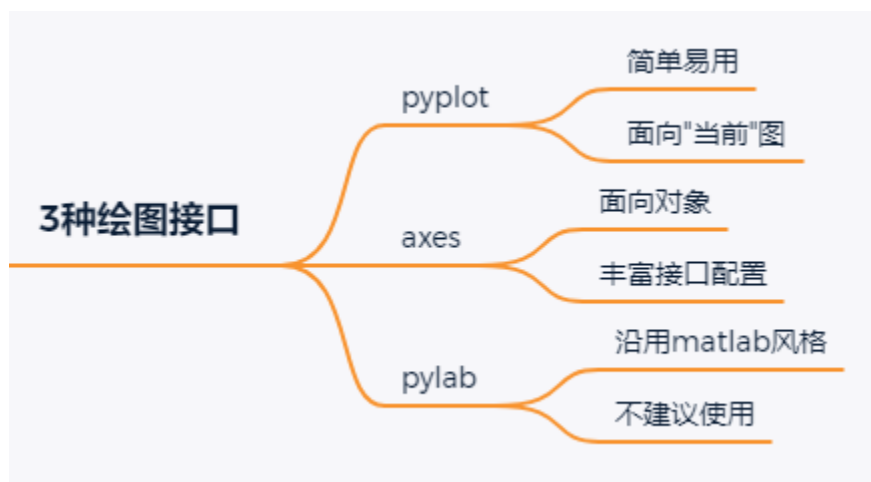 3种绘图接口
pyplot
简单易用
面向"当前"图
axes
面向对象
丰富接口配置
pylab
沿用matlab风格
不建议使用